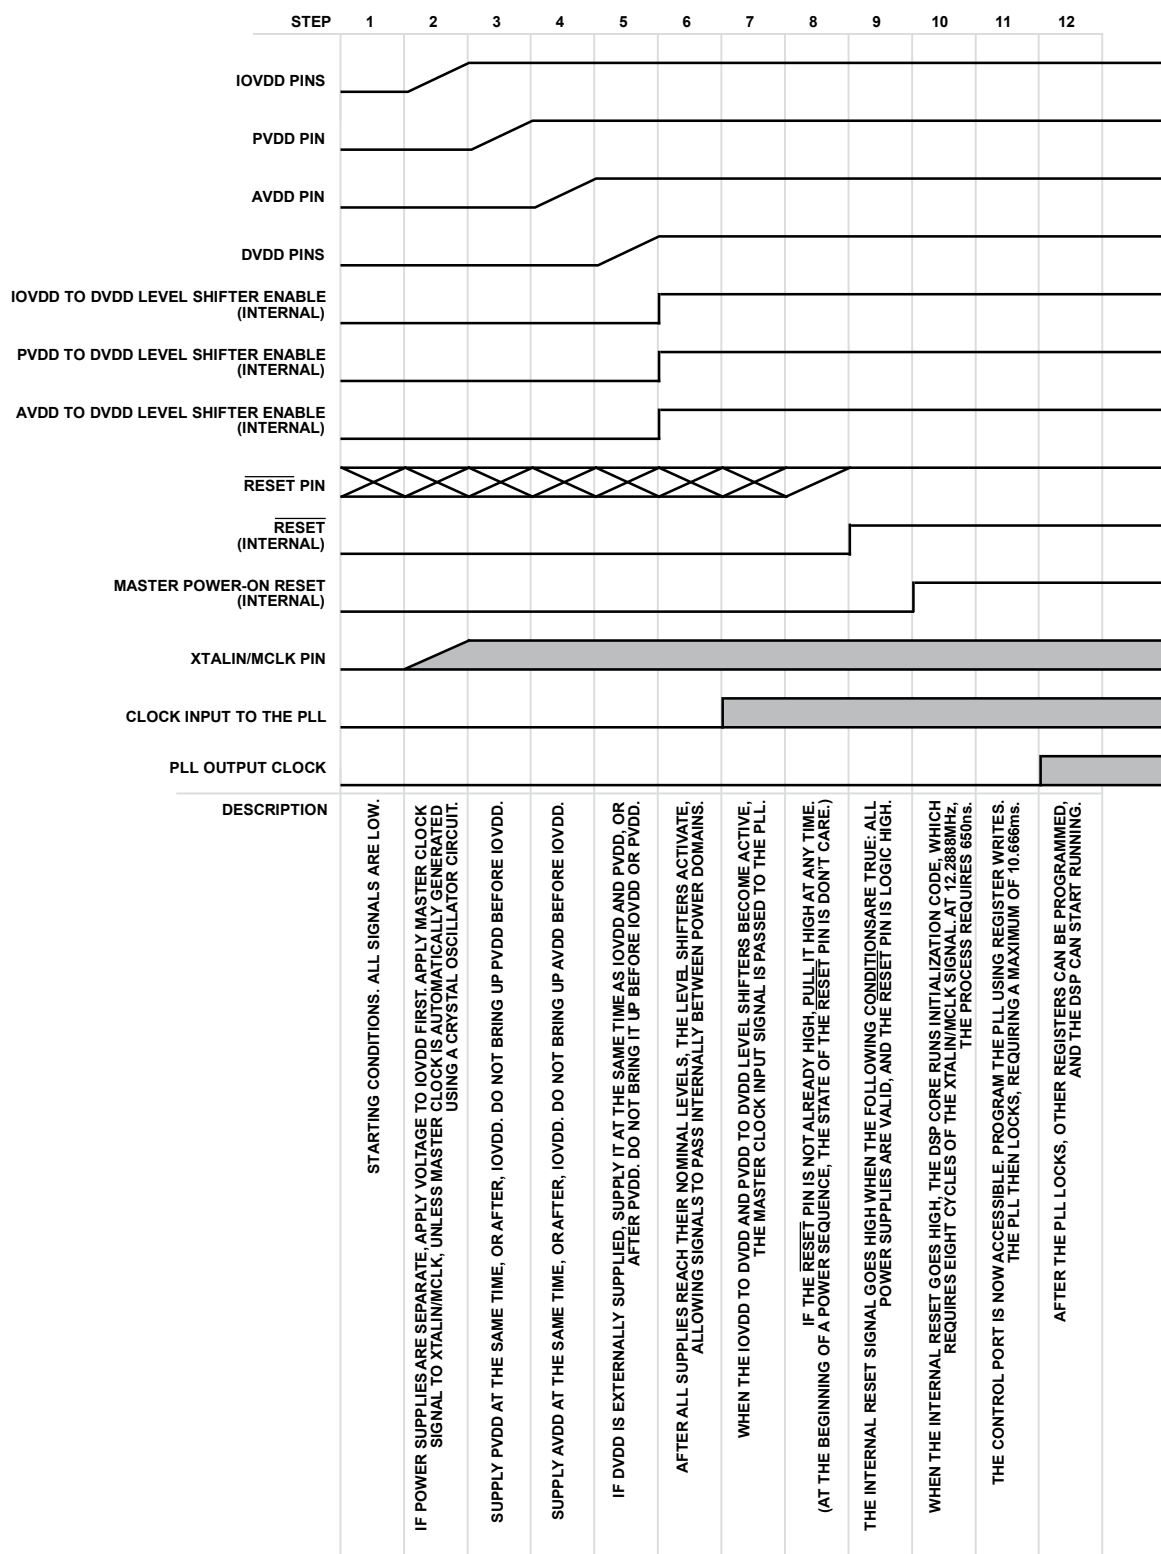 STEP 1 2 3 4 5 6 7 8 9 10 11 12
IOVDD PINS
PVDD PIN
AVDD PIN
DVDD PINS
IOVDD TO DVDD LEVEL SHIFTER ENABLE
(INTERNAL)
PVDD TO DVDD LEVEL SHIFTER ENABLE
(INTERNAL)
AVDD TO DVDD LEVEL SHIFTER ENABLE
(INTERNAL)
RESET PIN
RESET
(INTERNAL)
MASTER POWER-ON RESET
(INTERNAL)
XTALIN/MCLK PIN
CLOCK INPUT TO THE PLL
PLL OUTPUT CLOCK
DESCRIPTION
STARTING CONDITIONS. ALL SIGNALS ARE LOW.
IF POWER SUPPLIES ARE SEPARATE, APPLY VOLTAGE TO IOVDD FIRST. APPLY MASTER CLOCK
SIGNAL TO XTALIN/MCLK, UNLESS MASTER CLOCK IS AUTOMATICALLY GENERATED
USING A CRYSTAL OSCILLATOR CIRCUIT.
SUPPLY PVDD AT THE SAME TIME, OR AFTER, IOVDD. DO NOT BRING UP PVDD BEFORE IOVDD.
SUPPLY AVDD AT THE SAME TIME, OR AFTER, IOVDD. DO NOT BRING UP AVDD BEFORE IOVDD.
IF DVDD IS EXTERNALLY SUPPLIED, SUPPLY IT AT THE SAME TIME AS IOVDD AND PVDD, OR
AFTER PVDD. DO NOT BRING IT UP BEFORE IOVDD OR PVDD.
AFTER ALL SUPPLIES REACH THEIR NOMINAL LEVELS, THE LEVEL SHIFTERS ACTIVATE,
ALLOWING SIGNALS TO PASS INTERNALLY BETWEEN POWER DOMAINS.
WHEN THE IOVDD TO DVDD AND PVDD TO DVDD LEVEL SHIFTERS BECOME ACTIVE,
THE MASTER CLOCK INPUT SIGNAL IS PASSED TO THE PLL.
IF THE RESET PIN IS NOT ALREADY HIGH, PULL IT HIGH AT ANY TIME.
(AT THE BEGINNING OF A POWER SEQUENCE, THE STATE OF THE RESET PIN IS DON'T CARE.)
THE INTERNAL RESET SIGNAL GOES HIGH WHEN THE FOLLOWING CONDITIONSARE TRUE: ALL
POWER SUPPLIES ARE VALID, AND THE RESET PIN IS LOGIC HIGH.
WHEN THE INTERNAL RESET GOES HIGH, THE DSP CORE RUNS INITIALIZATION CODE, WHICH
REQUIRES EIGHT CYCLES OF THE XTALIN/MCLK SIGNAL. AT 12.2888MHz,
THE PROCESS REQUIRES 650ns.
THE CONTROL PORT IS NOW ACCESSIBLE. PROGRAM THE PLL USING REGISTER WRITES.
THE PLL THEN LOCKS, REQUIRING A MAXIMUM OF 10.666ms.
AFTER THE PLL LOCKS, OTHER REGISTERS CAN BE PROGRAMMED,
AND THE DSP CAN START RUNNING.